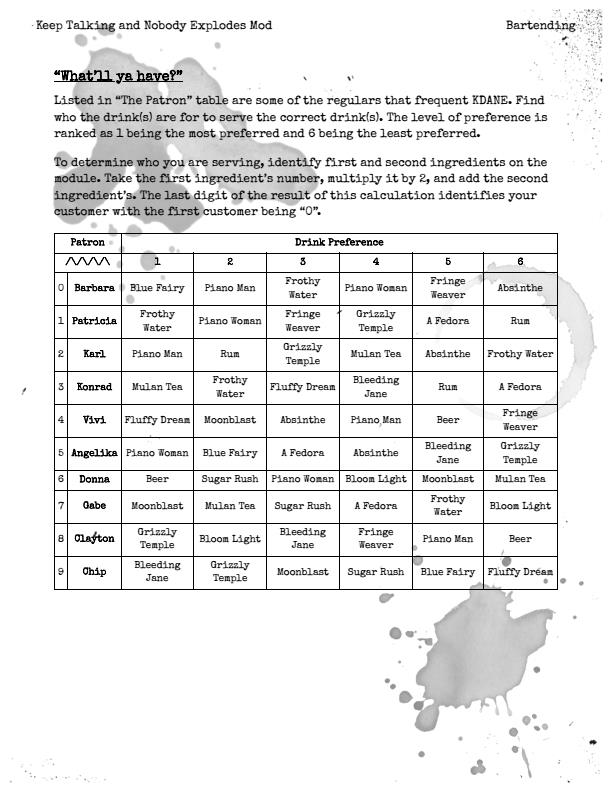 Keep Talking and Nobody Explodes Mod Bartending
“What’ll ya have?”
Listed in “The Patron” table are some of the regulars that frequent KDANE. Find
who the drink(s) are for to serve the correct drink(s). The level of preference is
ranked as 1 being the most preferred and 6 being the least preferred.
To determine who you are serving, identify first and second ingredients on the
module. Take the first ingredient’s number, multiply it by 2, and add the second
ingredient’s. The last digit of the result of this calculation identifies your
customer with the first customer being “0”.
Patron Drink Preference
1 2 3 4 5 6
0 Barbara Blue Fairy Piano Man Frothy Water Piano Woman Fringe Weaver Absinthe
1 Patricia Frothy Water Piano Woman Fringe Weaver Grizzly Temple A Fedora Rum
2 Karl Piano Man Rum Grizzly Temple Mulan Tea Absinthe Frothy Water
3 Konrad Mulan Tea Frothy Water Fluffy Dream Bleeding Jane Rum A Fedora
4 Vivi Fluffy Dream Moonblast Absinthe Piano Man Beer Fringe Weaver
5 Angelika Piano Woman Blue Fairy A Fedora Absinthe Bleeding Jane Grizzly Temple
6 Donna Beer Sugar Rush Piano Woman Bloom Light Moonblast Mulan Tea
7 Gabe Moonblast Mulan Tea Sugar Rush A Fedora Frothy Water Bloom Light
8 Clayton Grizzly Temple Bloom Light Bleeding Jane Fringe Weaver Piano Man Beer
9 Chip Bleeding Jane Grizzly Temple Moonblast Sugar Rush Blue Fairy Fluffy Dream